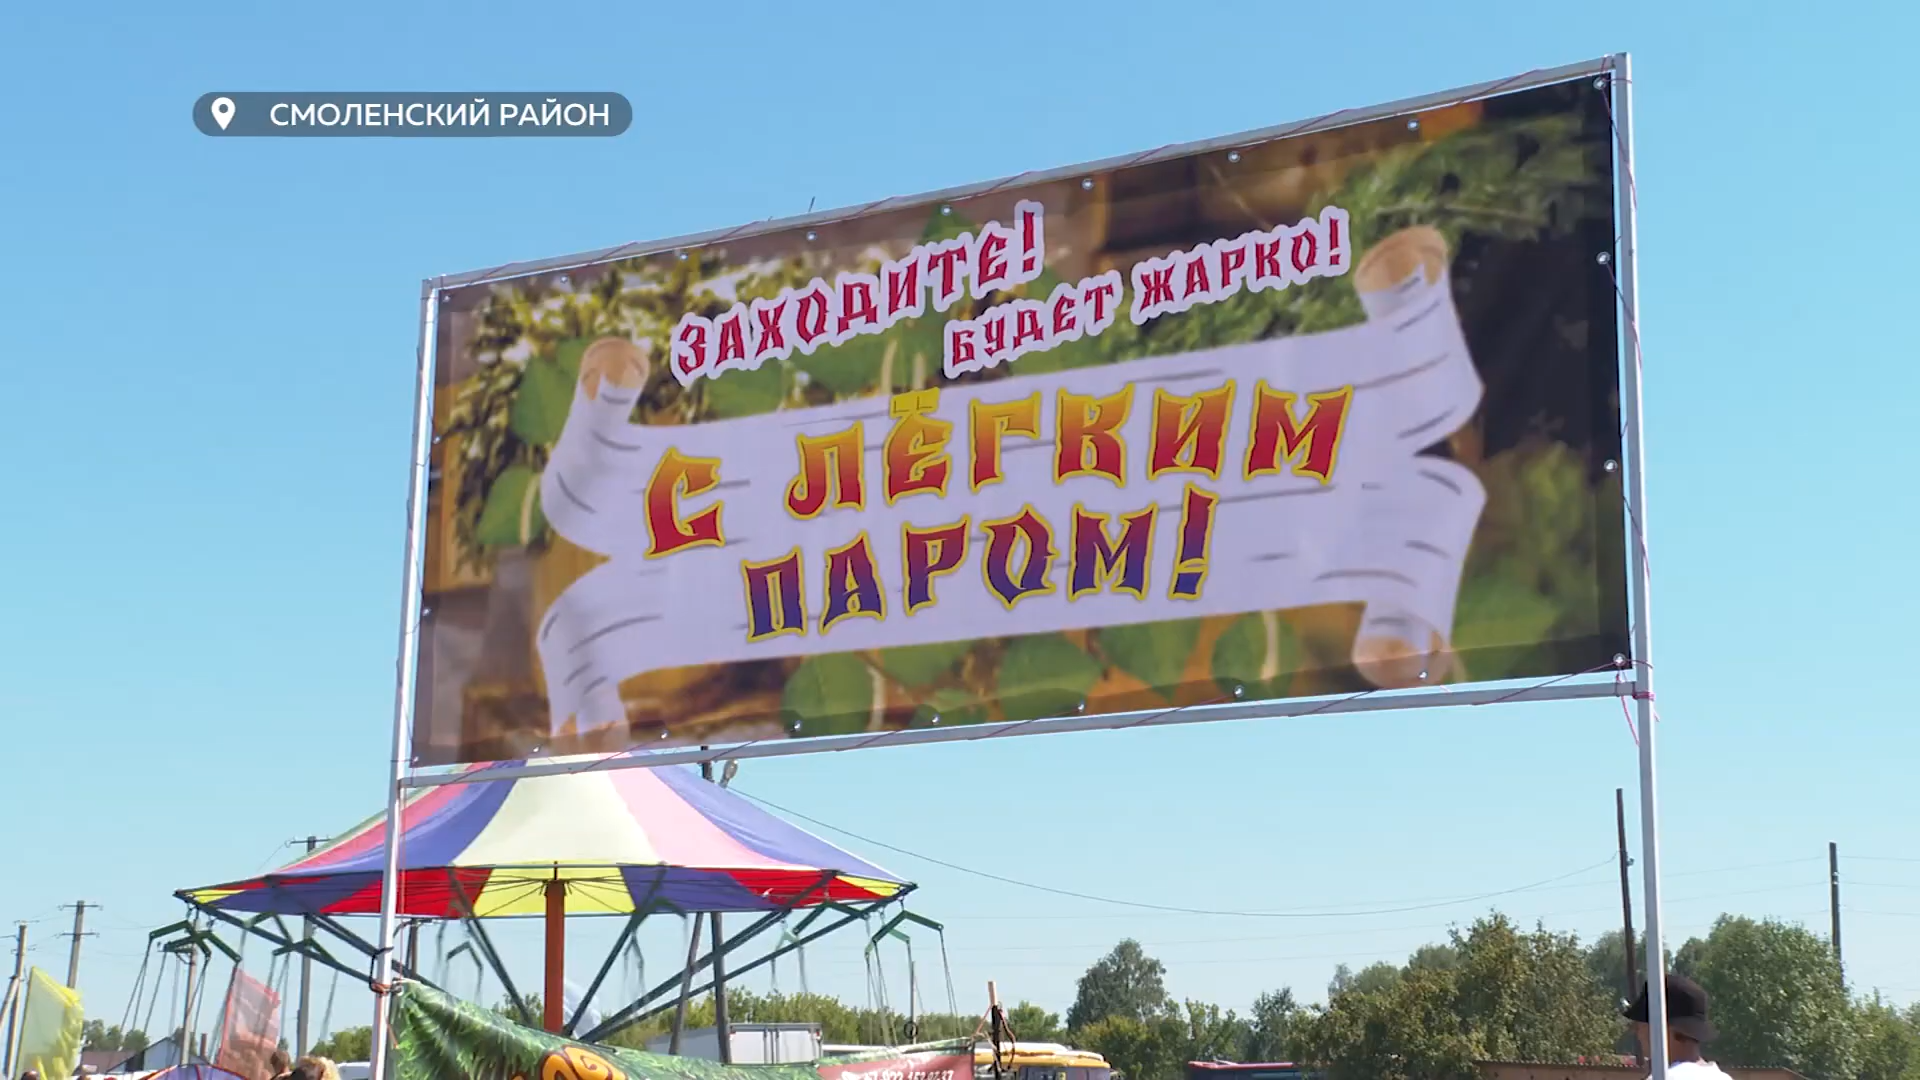 СМОЛЕНСКИЙ РАЙОН
ЗАХОДИТЕ!
БУДЕТ ЖАРКО!
С ЛЁГКИМ
ПАРОМ!